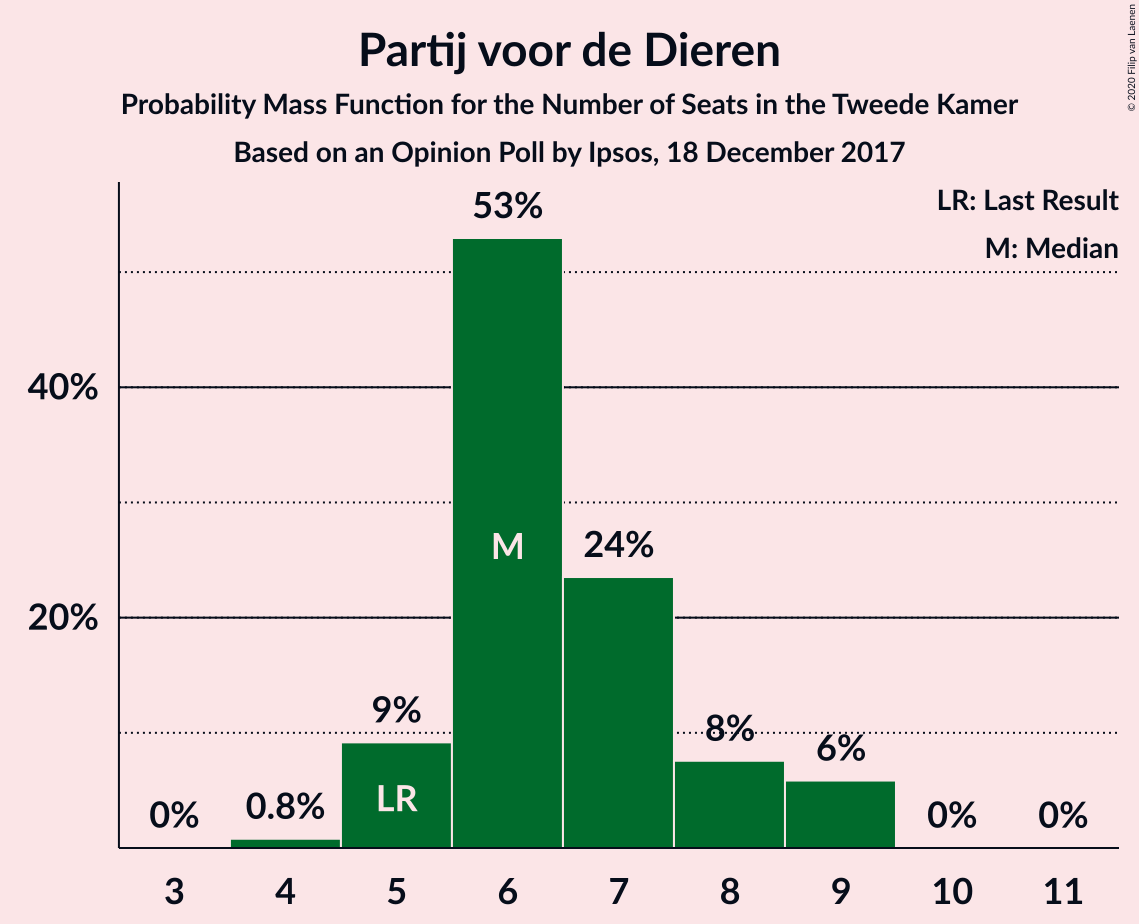 Partij voor de Dieren
Probability Mass Function for the Number of Seats in the Tweede Kamer
Based on an Opinion Poll by Ipsos, 18 December 2017
© 2020 Filip van Laenen
LR: Last Result
M: Median
53%
40%
M
24%
20%
9%
8%
6%
LR
0%
0.8%
0%
0%
3 4 5 6 7 8 9 10 11